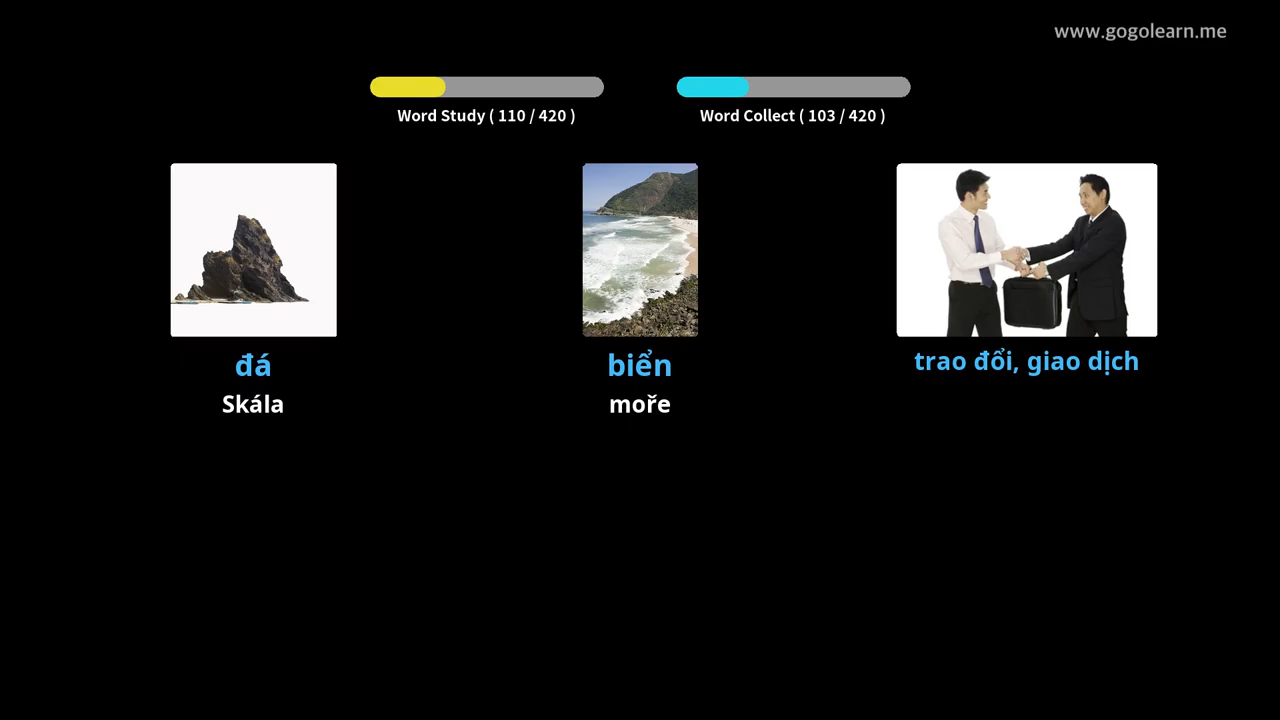 www.gogolearn.me
Word Study ( 110 / 420 )
Word Collect ( 103 / 420 )
đá
Skála
biển
moře
trao đổi, giao dịch